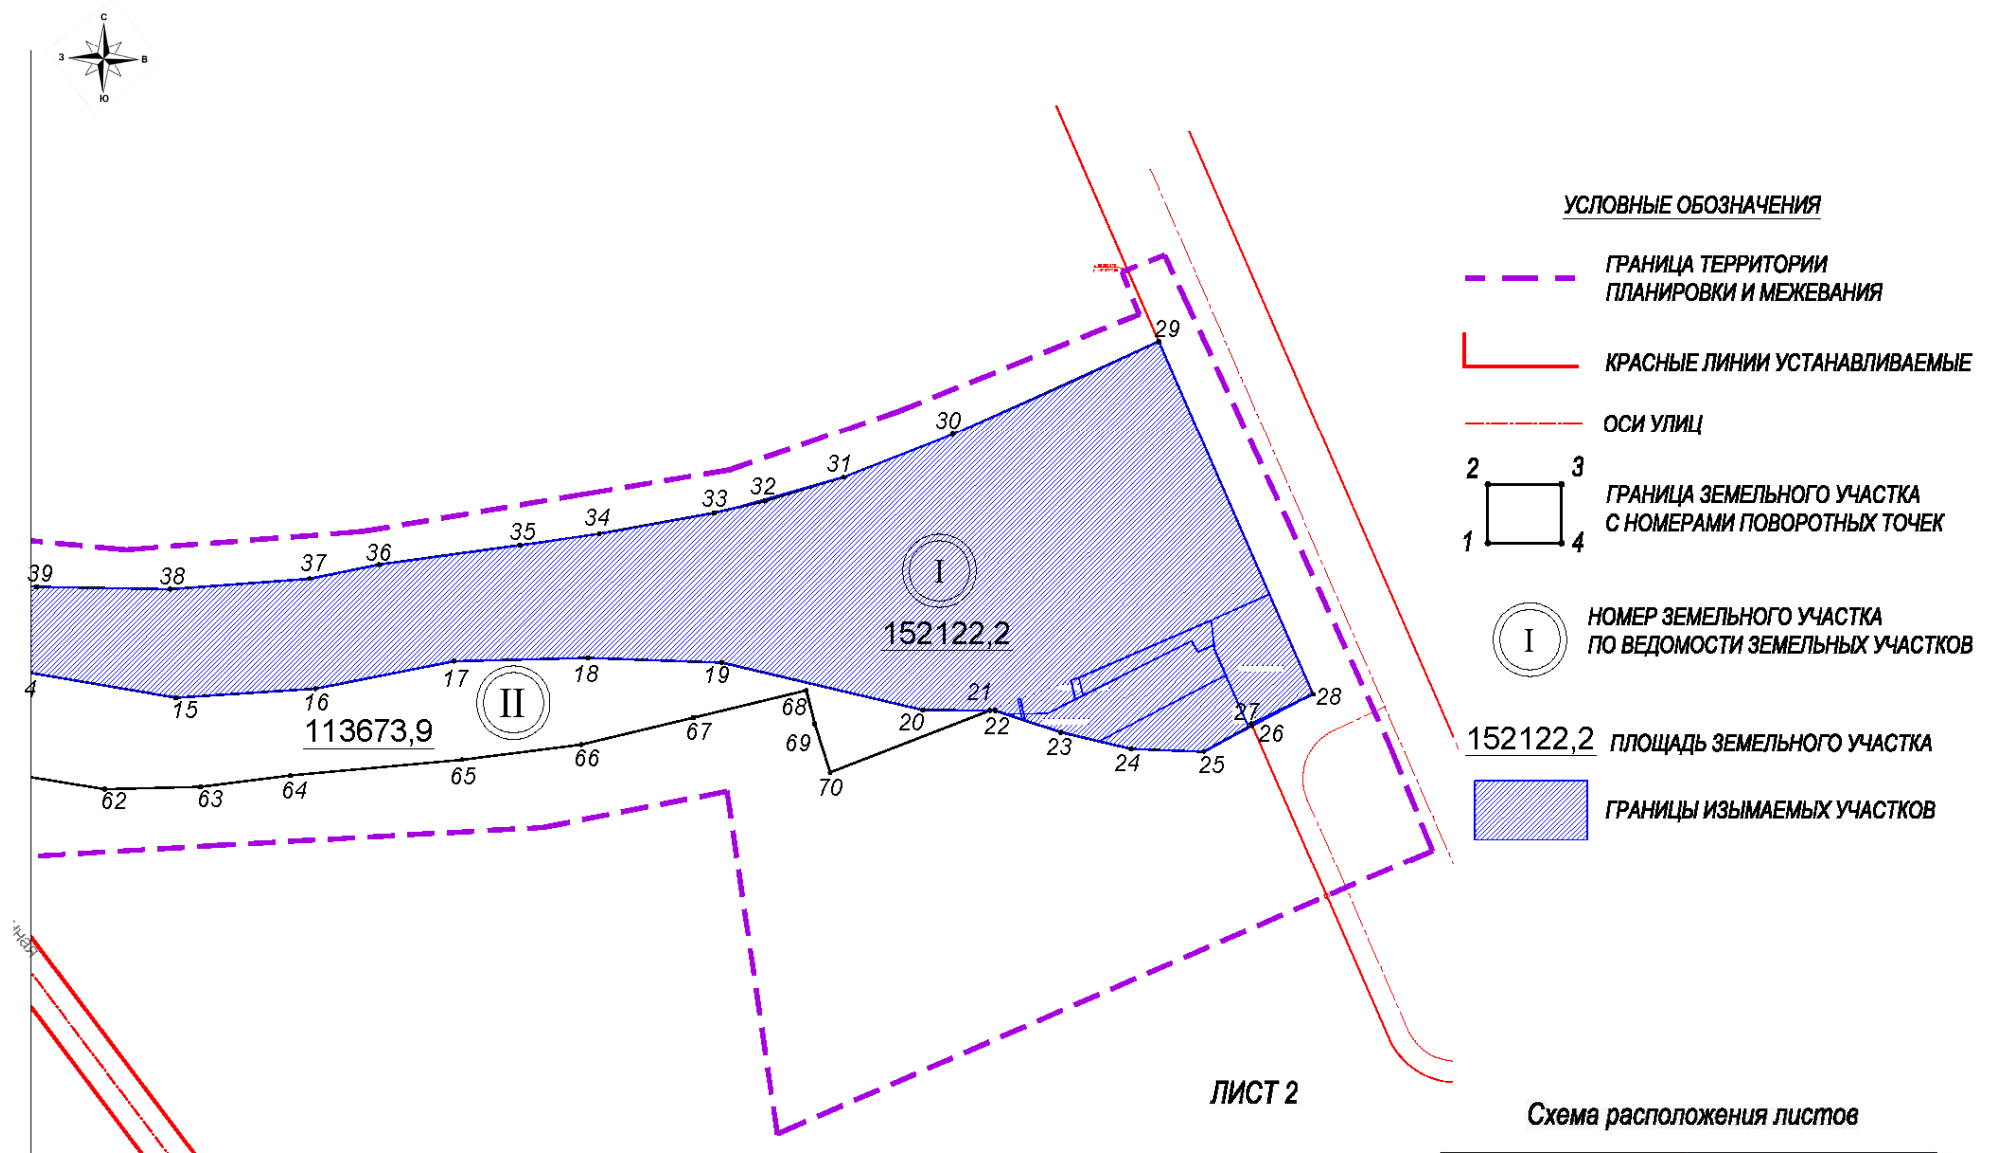 С
З
В
Ю
УСЛОВНЫЕ ОБОЗНАЧЕНИЯ
ГРАНИЦА ТЕРРИТОРИИ
ПЛАНИРОВКИ И МЕЖЕВАНИЯ
КРАСНЫЕ ЛИНИИ УСТАНАВЛИВАЕМЫЕ
ОСИ УЛИЦ
2
3
1
4
ГРАНИЦА ЗЕМЕЛЬНОГО УЧАСТКА
С НОМЕРАМИ ПОВОРОТНЫХ ТОЧЕК
I
НОМЕР ЗЕМЕЛЬНОГО УЧАСТКА
ПО ВЕДОМОСТИ ЗЕМЕЛЬНЫХ УЧАСТКОВ
152122,2
ПЛОЩАДЬ ЗЕМЕЛЬНОГО УЧАСТКА
ГРАНИЦЫ ИЗЫМАЕМЫХ УЧАСТКОВ
29
30
31
32
33
34
35
36
37
38
39
I
152122,2
4
15
16
17
18
19
20
21
22
23
24
25
26
27
28
II
113673,9
62
63
64
65
66
67
68
69
70
ЛИСТ 2
Схема расположения листов